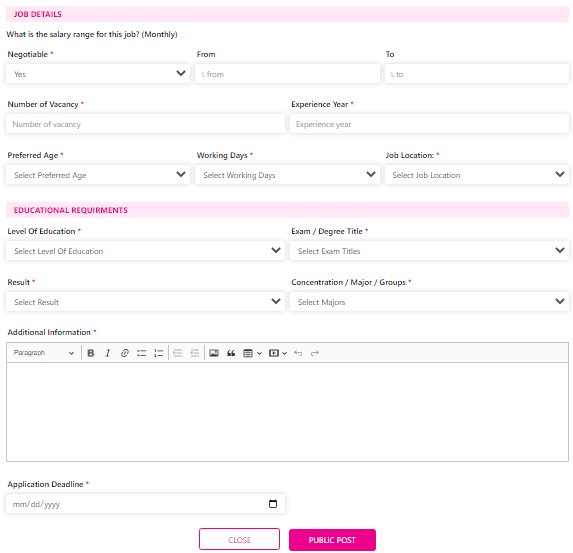 JOB DETAILS
What is the salary range for this job? (Monthly)
Negotiable * From To
Yes ৳ from ৳ to
Number of Vacancy * Experience Year *
Number of vacancy Experience year
Preferred Age * Working Days * Job Location: *
Select Preferred Age Select Working Days Select Job Location
EDUCATIONAL REQUIRMENTS
Level Of Education * Exam / Degree Title *
Select Level Of Education Select Exam Titles
Result * Concentration / Major / Groups *
Select Result Select Majors
Additional Information *
Paragraph B I
Application Deadline *
mm/dd/yyyy
CLOSE PUBLIC POST